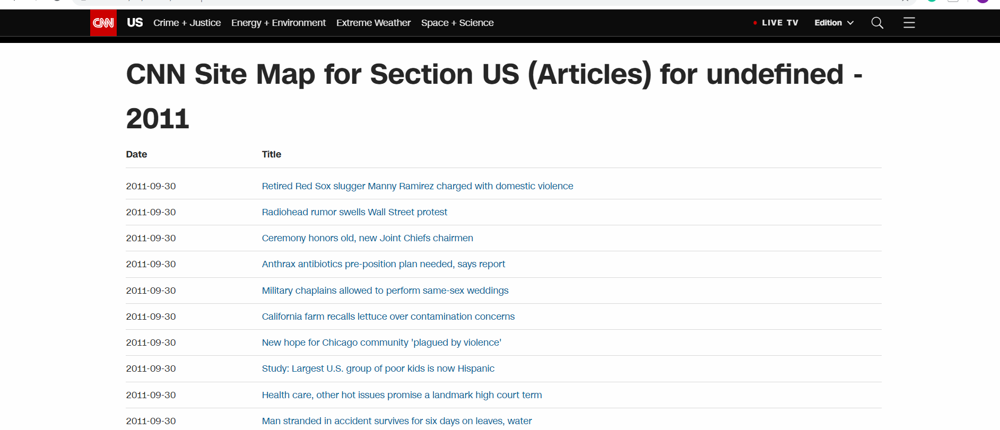 CNN US Crime + Justice Energy + Environment Extreme Weather Space + Science LIVE TV Edition
CNN Site Map for Section US (Articles) for undefined -
2011
Date Title
2011-09-30 Retired Red Sox slugger Manny Ramirez charged with domestic violence
2011-09-30 Radiohead rumor swells Wall Street protest
2011-09-30 Ceremony honors old, new Joint Chiefs chairmen
2011-09-30 Anthrax antibiotics pre-position plan needed, says report
2011-09-30 Military chaplains allowed to perform same-sex weddings
2011-09-30 California farm recalls lettuce over contamination concerns
2011-09-30 New hope for Chicago community 'plagued by violence'
2011-09-30 Study: Largest U.S. group of poor kids is now Hispanic
2011-09-30 Health care, other hot issues promise a landmark high court term
2011-09-30 Man stranded in accident survives for six days on leaves, water